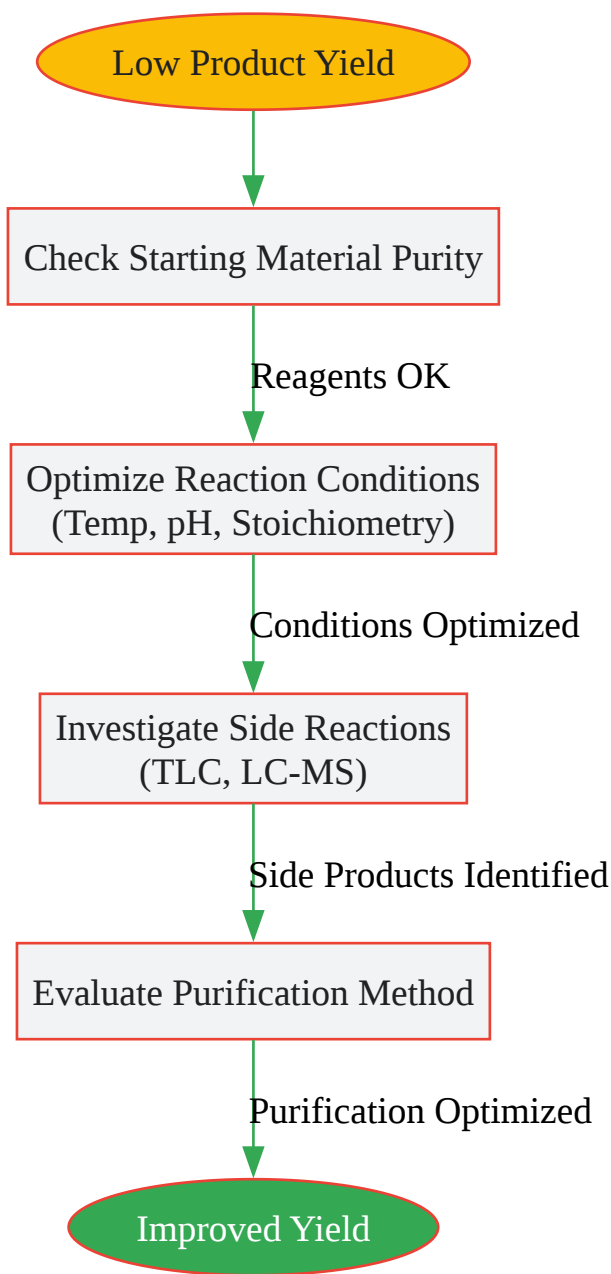 Low Product Yield
Check Starting Material Purity
Reagents OK
Optimize Reaction Conditions
(Temp, pH, Stoichiometry)
Conditions Optimized
Investigate Side Reactions
(TLC, LC-MS)
Side Products Identified
Evaluate Purification Method
Purification Optimized
Improved Yield